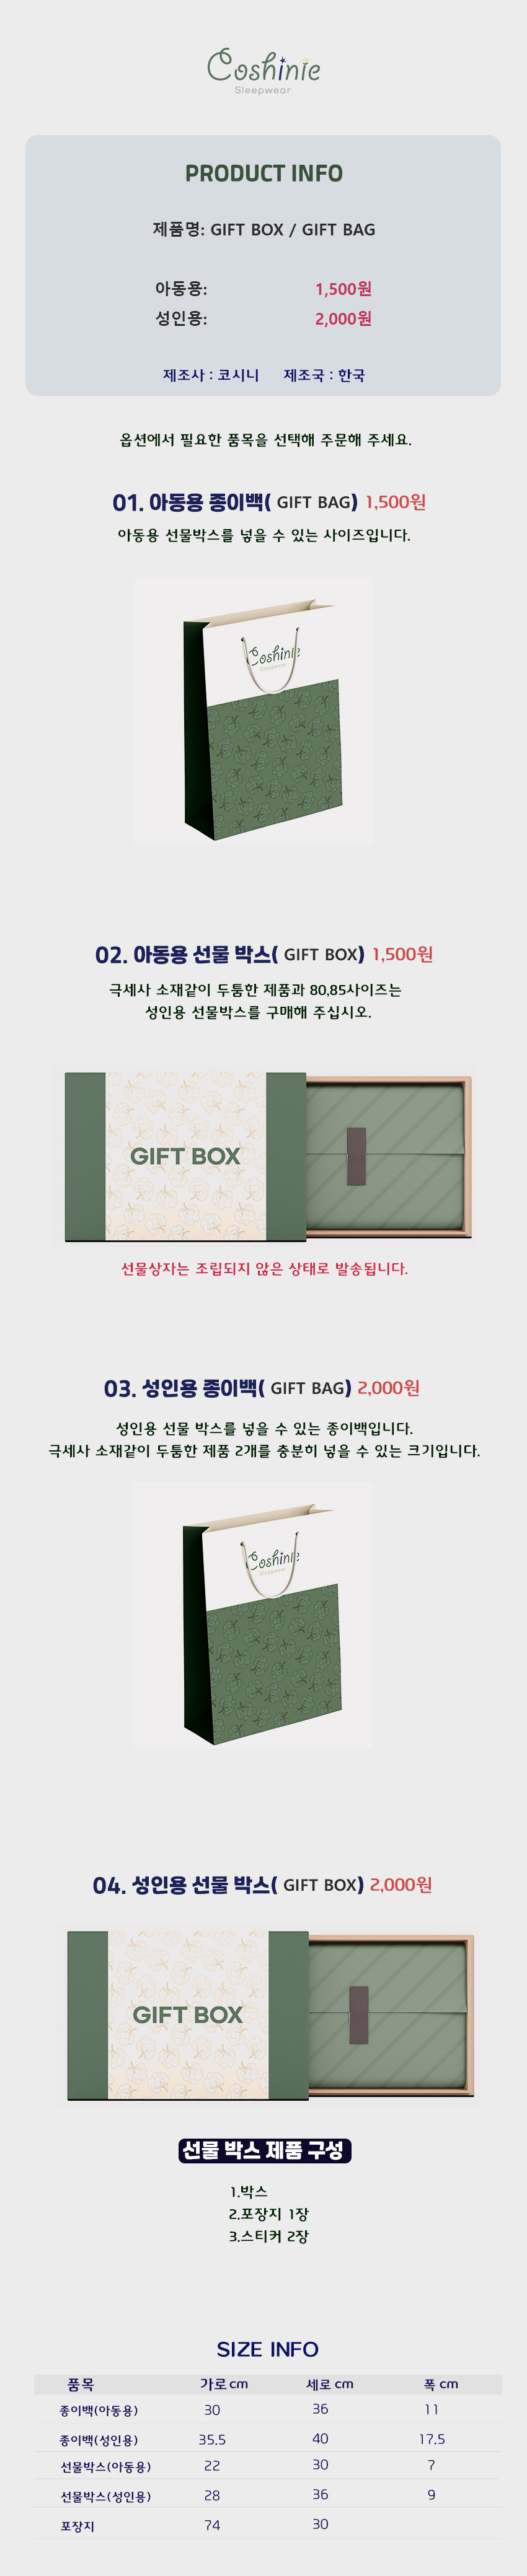 Coshinie
Sleepwear
PRODUCT INFO
제품명: GIFT BOX / GIFT BAG
아동용: 1,500원
성인용: 2,000원
제조사 : 코시니 제조국 : 한국
옵션에서 필요한 품목을 선택해 주문해 주세요.
01. 아동용 종이백( GIFT BAG) 1,500원
아동용 선물박스를 넣을 수 있는 사이즈입니다.
Coshinie
Sleepwear
02. 아동용 선물 박스( GIFT BOX) 1,500원
극세사 소재같이 두툼한 제품과 80,85사이즈는
성인용 선물박스를 구매해 주십시오.
GIFT BOX
선물상자는 조립되지 않은 상태로 발송됩니다.
03. 성인용 종이백( GIFT BAG) 2,000원
성인용 선물 박스를 넣을 수 있는 종이백입니다.
극세사 소재같이 두툼한 제품 2개를 충분히 넣을 수 있는 크기입니다.
Coshinie
Sleepwear
04. 성인용 선물 박스( GIFT BOX) 2,000원
GIFT BOX
선물 박스 제품 구성
1.박스
2.포장지 1장
3.스티커 2장
SIZE INFO
품목 가로 cm 세로 cm 폭 cm
종이백(아동용) 30 36 11
종이백(성인용) 35.5 40 17.5
선물박스(아동용) 22 30 7
선물박스(성인용) 28 36 9
포장지 74 30